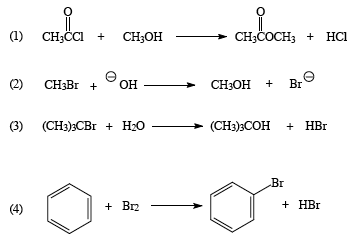 O O
(1) CH₃CCl + CH₃OH ⟶ CH₃COCH₃ + HCl
(2) CH₃Br + ⊖OH ⟶ CH₃OH + Br⊖
(3) (CH₃)₃CBr + H₂O ⟶ (CH₃)₃COH + HBr
Br
(4) + Br₂ ⟶ + HBr